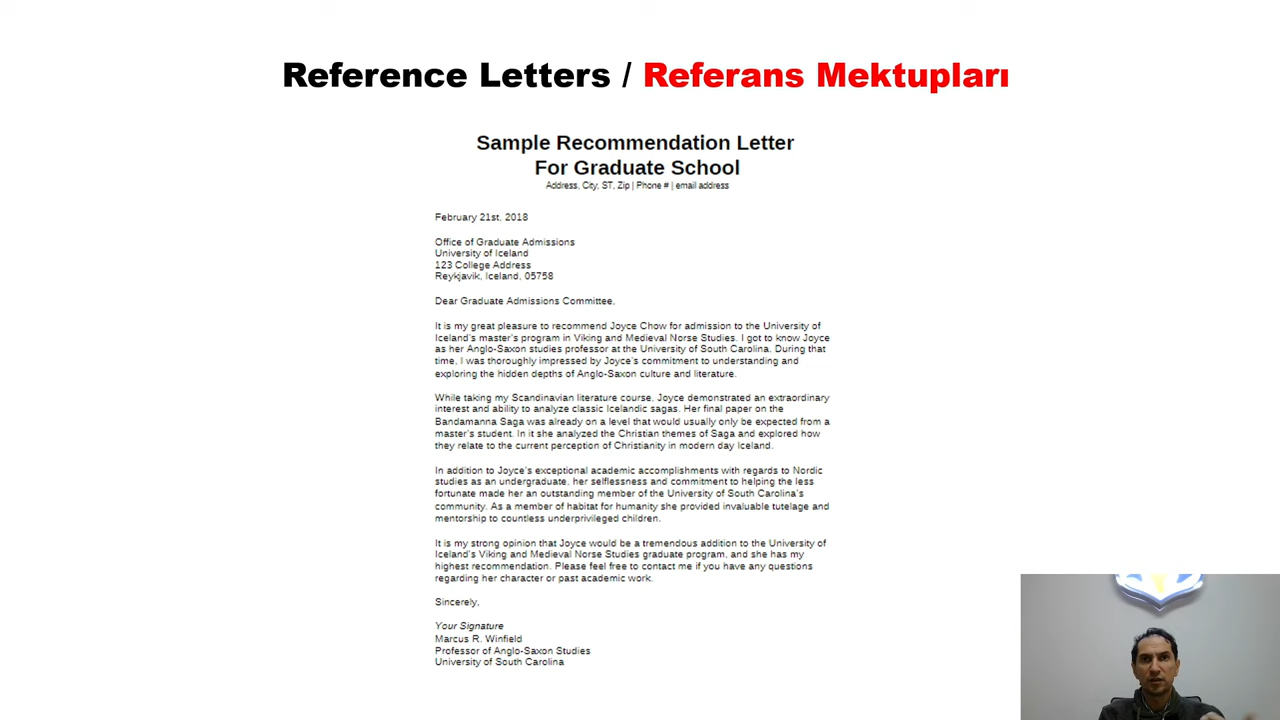 Reference Letters / Referans Mektupları
Sample Recommendation Letter
For Graduate School
Address, City, ST, Zip | Phone # | email address
February 21st, 2018
Office of Graduate Admissions
University of Iceland
123 College Address
Reykjavik, Iceland, 05758
Dear Graduate Admissions Committee,
It is my great pleasure to recommend Joyce Chow for admission to the University of
Iceland's master's program in Viking and Medieval Norse Studies. I got to know Joyce
as her Anglo-Saxon studies professor at the University of South Carolina. During that
time, I was thoroughly impressed by Joyce's commitment to understanding and
exploring the hidden depths of Anglo-Saxon culture and literature.
While taking my Scandinavian literature course, Joyce demonstrated an extraordinary
interest and ability to analyze classic Icelandic sagas. Her final paper on the
Bandamanna Saga was already on a level that would usually only be expected from a
master's student. In it she analyzed the Christian themes of Saga and explored how
they relate to the current perception of Christianity in modern day Iceland.
In addition to Joyce's exceptional academic accomplishments with regards to Nordic
studies as an undergraduate, her selflessness and commitment to helping the less
fortunate made her an outstanding member of the University of South Carolina's
community. As a member of habitat for humanity she provided invaluable tutelage and
mentorship to countless underprivileged children.
It is my strong opinion that Joyce would be a tremendous addition to the University of
Iceland's Viking and Medieval Norse Studies graduate program, and she has my
highest recommendation. Please feel free to contact me if you have any questions
regarding her character or past academic work.
Sincerely,
Your Signature
Marcus R. Winfield
Professor of Anglo-Saxon Studies
University of South Carolina